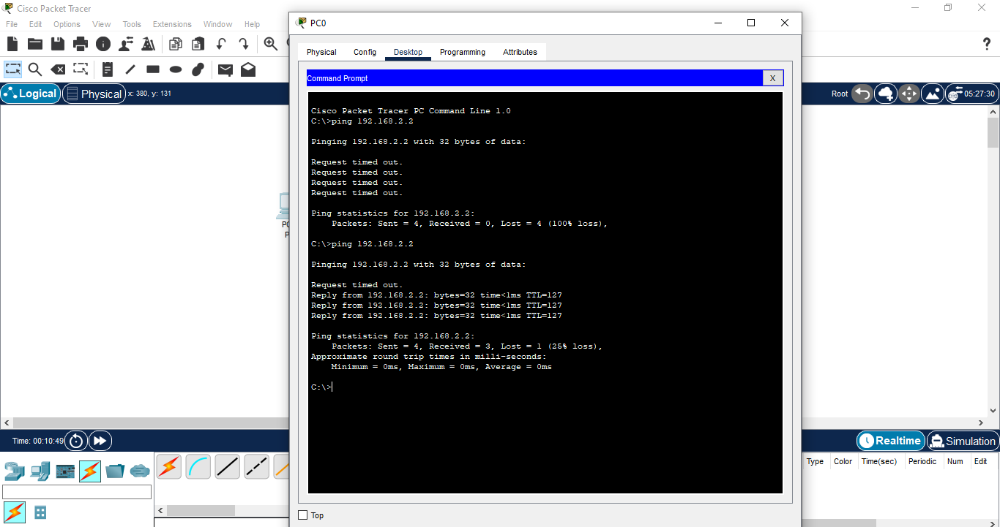 Cisco Packet Tracer
File Edit Options View Tools Extensions Window Help
PC0
Physical Config Desktop Programming Attributes
Command Prompt
X
Logical Physical x: 380, y: 131
Root 05:27:30
Cisco Packet Tracer PC Command Line 1.0
C:\>ping 192.168.2.2
Pinging 192.168.2.2 with 32 bytes of data:
Request timed out.
Request timed out.
Request timed out.
Request timed out.
Ping statistics for 192.168.2.2:
Packets: Sent = 4, Received = 0, Lost = 4 (100% loss),
C:\>ping 192.168.2.2
Pinging 192.168.2.2 with 32 bytes of data:
Request timed out.
Reply from 192.168.2.2: bytes=32 time<1ms TTL=127
Reply from 192.168.2.2: bytes=32 time<1ms TTL=127
Reply from 192.168.2.2: bytes=32 time<1ms TTL=127
Ping statistics for 192.168.2.2:
Packets: Sent = 4, Received = 3, Lost = 1 (25% loss),
Approximate round trip times in milli-seconds:
Minimum = 0ms, Maximum = 0ms, Average = 0ms
C:\>
Time: 00:10:49
Realtime Simulation
Type Color Time(sec) Periodic Num Edit
Top